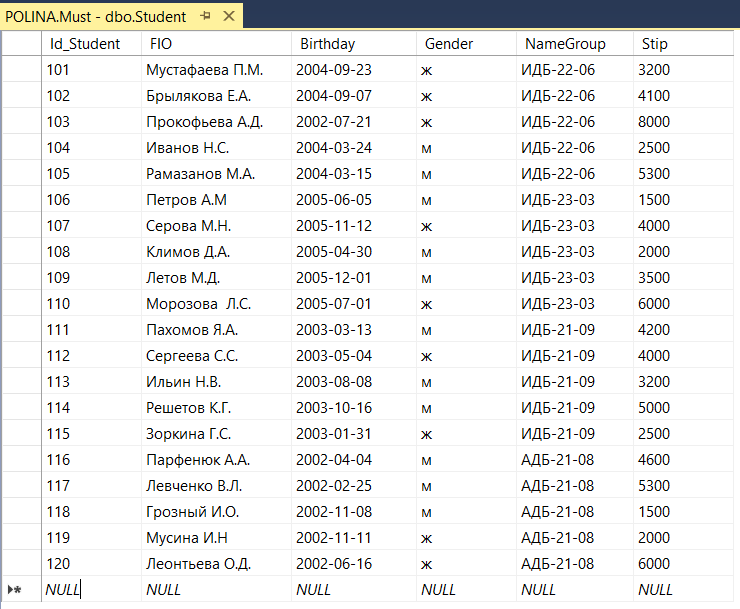 POLINA.Must - dbo.Student
Id_Student FIO Birthday Gender NameGroup Stip
101 Мустафаева П.М. 2004-09-23 ж ИДБ-22-06 3200
102 Брылякова Е.А. 2004-09-07 ж ИДБ-22-06 4100
103 Прокофьева А.Д. 2002-07-21 ж ИДБ-22-06 8000
104 Иванов Н.С. 2004-03-24 м ИДБ-22-06 2500
105 Рамазанов М.А. 2004-03-15 м ИДБ-22-06 5300
106 Петров А.М 2005-06-05 м ИДБ-23-03 1500
107 Серова М.Н. 2005-11-12 ж ИДБ-23-03 4000
108 Климов Д.А. 2005-04-30 м ИДБ-23-03 2000
109 Летов М.Д. 2005-12-01 м ИДБ-23-03 3500
110 Морозова  Л.С. 2005-07-01 ж ИДБ-23-03 6000
111 Пахомов Я.А. 2003-03-13 м ИДБ-21-09 4200
112 Сергеева С.С. 2003-05-04 ж ИДБ-21-09 4000
113 Ильин Н.В. 2003-08-08 м ИДБ-21-09 3200
114 Решетов К.Г. 2003-10-16 м ИДБ-21-09 5000
115 Зоркина Г.С. 2003-01-31 ж ИДБ-21-09 2500
116 Парфенюк А.А. 2002-04-04 м АДБ-21-08 4600
117 Левченко В.Л. 2002-02-25 м АДБ-21-08 5300
118 Грозный И.О. 2002-11-08 м АДБ-21-08 1500
119 Мусина И.Н 2002-11-11 ж АДБ-21-08 2000
120 Леонтьева О.Д. 2002-06-16 ж АДБ-21-08 6000
NULL NULL NULL NULL NULL NULL